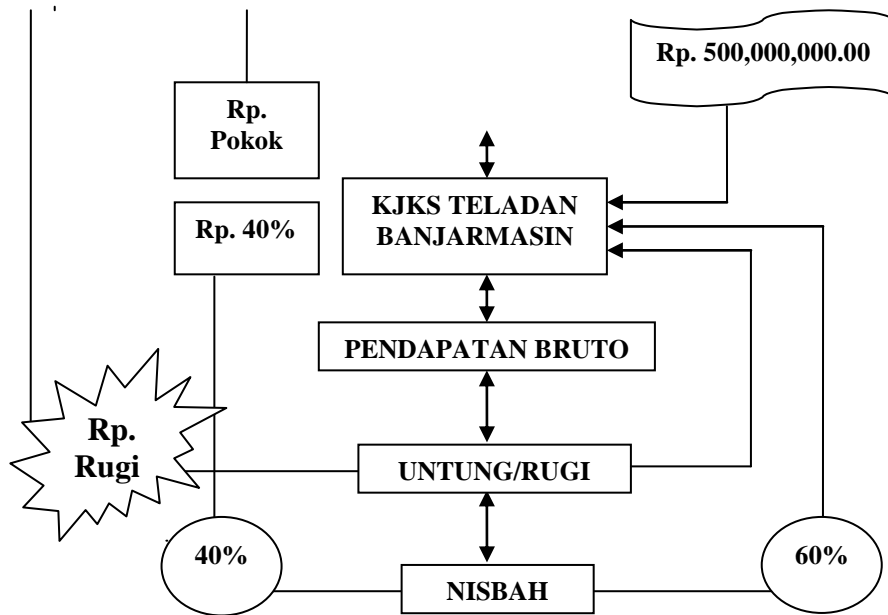 Rp. 500,000,000.00
Rp.
Pokok
KJKS TELADAN
BANJARMASIN
Rp. 40%
PENDAPATAN BRUTO
Rp.
Rugi
UNTUNG/RUGI
40%
60%
NISBAH